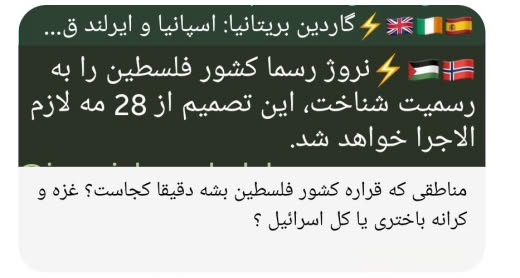 🇪🇸🇮🇪🇬🇧⚡گاردین بریتانیا: اسپانیا و ایرلند ق...
🇳🇴🇵🇸⚡نروژ رسما کشور فلسطین را به
رسمیت شناخت، این تصمیم از 28 مه لازم
الاجرا خواهد شد.
مناطقی که قراره کشور فلسطین بشه دقیقا کجاست؟ غزه و
کرانه باختری یا کل اسرائیل ؟